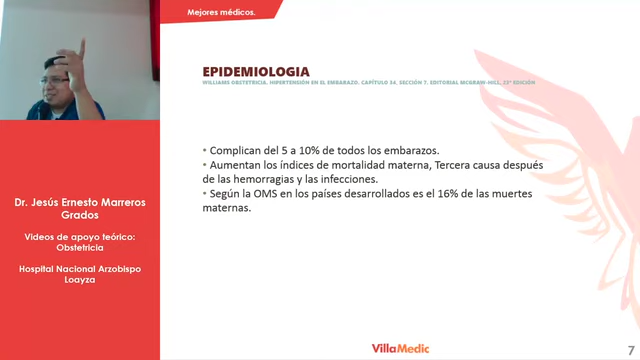 Mejores médicos.
EPIDEMIOLOGIA
WILLIAMS OBSTETRICIA. HIPERTENSIÓN EN EL EMBARAZO. CAPÍTULO 34. SECCIÓN 7. EDITORIAL MCGRAW-HILL. 23ª EDICIÓN
• Complican del 5 a 10% de todos los embarazos.
• Aumentan los índices de mortalidad materna, Tercera causa después
de las hemorragias y las infecciones.
• Según la OMS en los países desarrollados es el 16% de las muertes
maternas.
Dr. Jesús Ernesto Marreros
Grados
Videos de apoyo teórico:
Obstetricia
Hospital Nacional Arzobispo
Loayza
VillaMedic
7